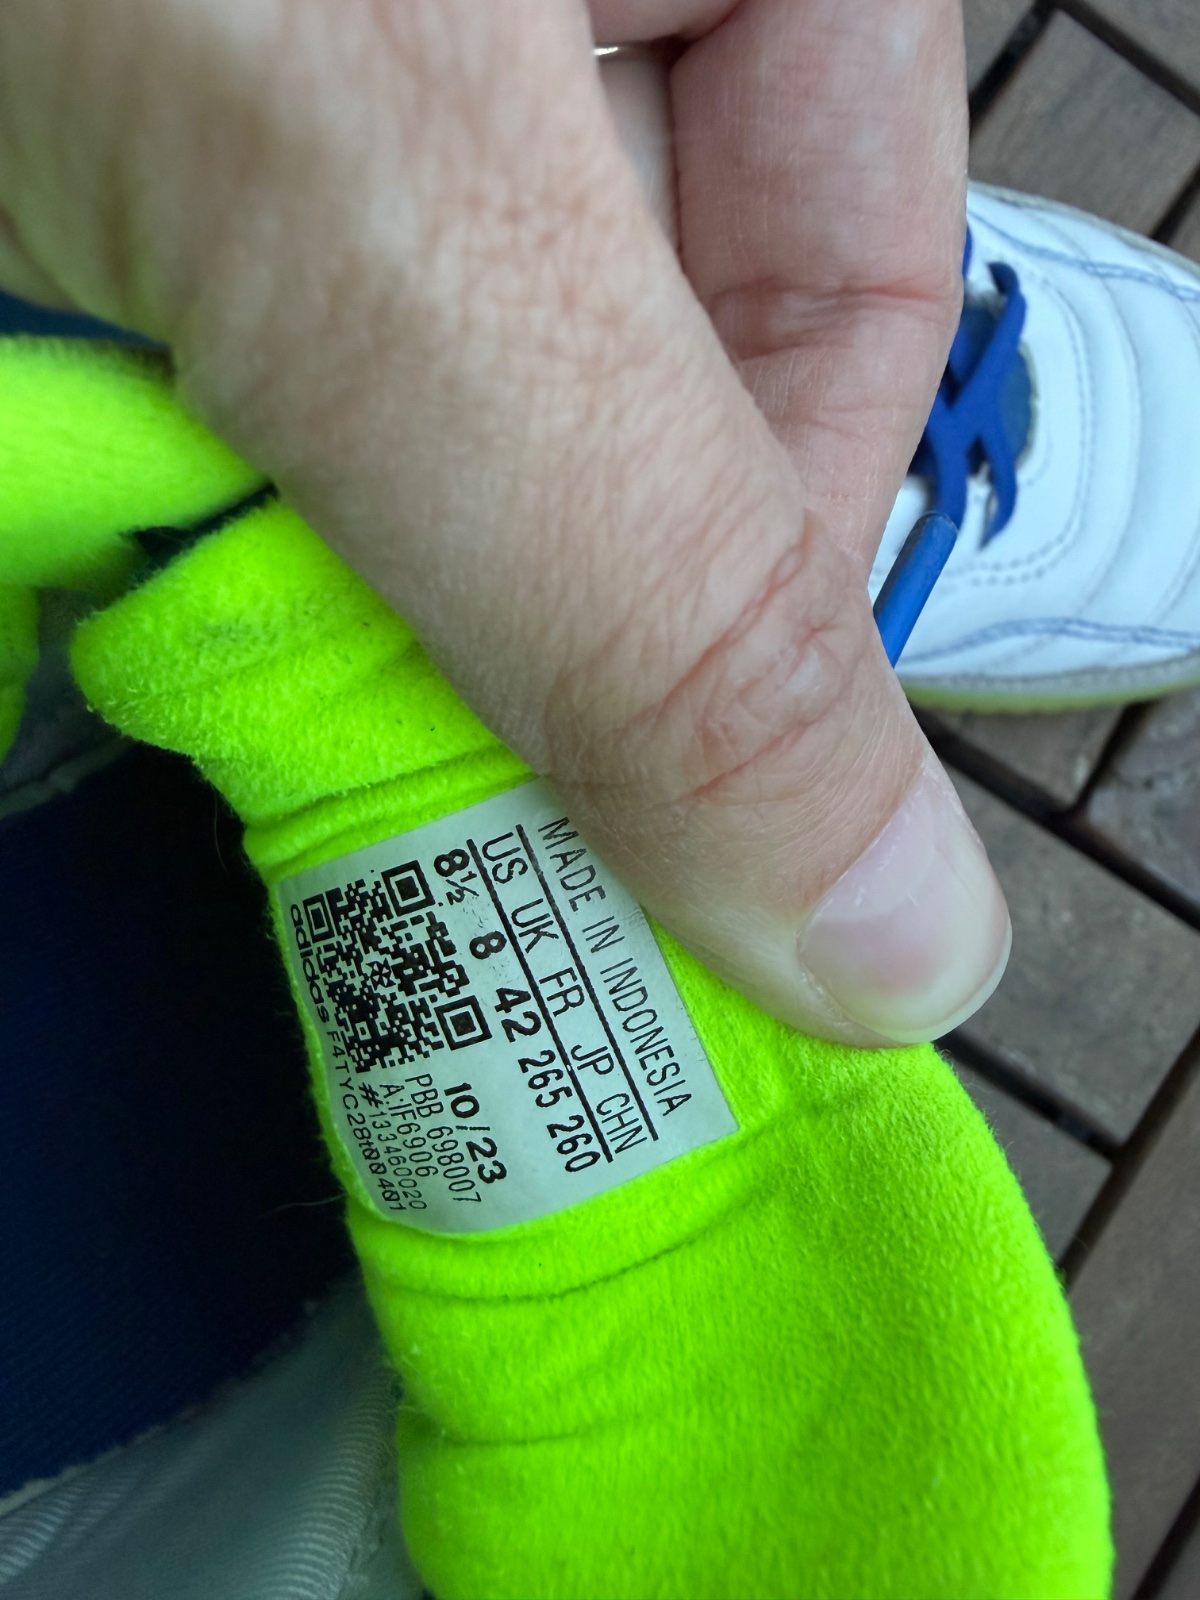 MADE IN INDONESIA
US UK FR JP CHN
8½ 8 42 265 260
10/23
PBB 698007
A:IF6906
#:133460020
adidas F4TYC28t00401